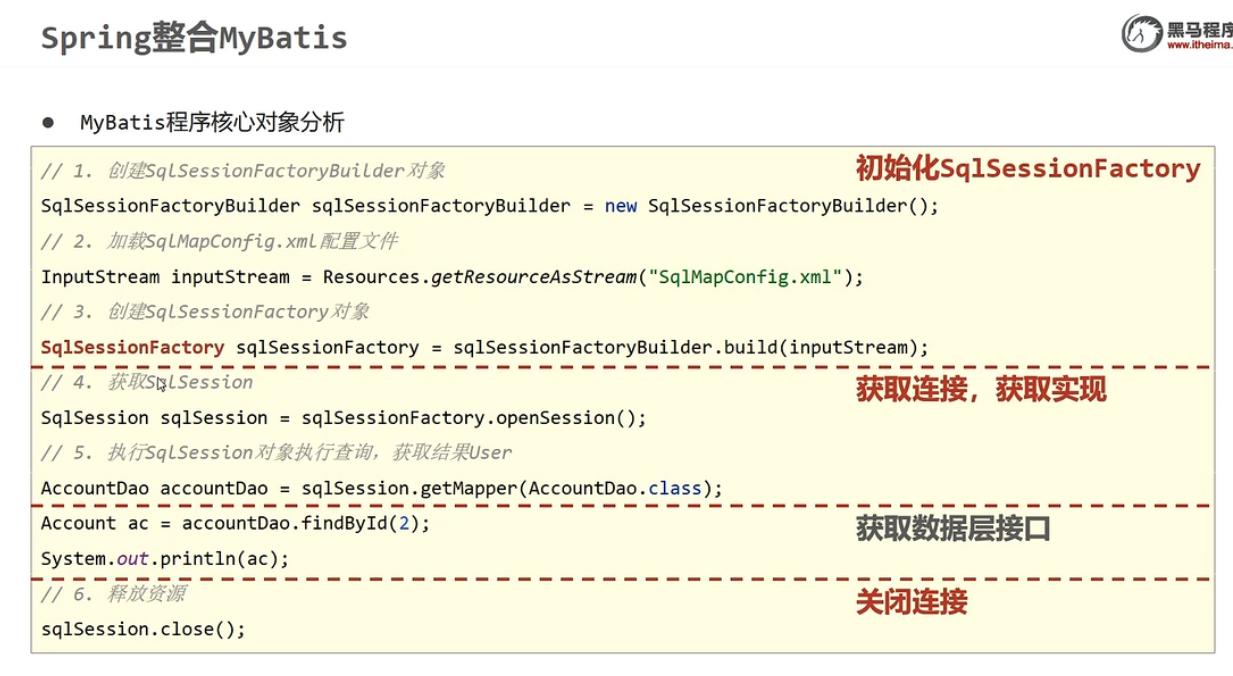 Spring整合MyBatis
黑马程序
www.itheima.
● MyBatis程序核心对象分析
// 1. 创建SqlSessionFactoryBuilder对象
初始化SqlSessionFactory
SqlSessionFactoryBuilder sqlSessionFactoryBuilder = new SqlSessionFactoryBuilder();
// 2. 加载SqlMapConfig.xml配置文件
InputStream inputStream = Resources.getResourceAsStream("SqlMapConfig.xml");
// 3. 创建SqlSessionFactory对象
SqlSessionFactory sqlSessionFactory = sqlSessionFactoryBuilder.build(inputStream);
// 4. 获取SqlSession
获取连接，获取实现
SqlSession sqlSession = sqlSessionFactory.openSession();
// 5. 执行SqlSession对象执行查询，获取结果User
AccountDao accountDao = sqlSession.getMapper(AccountDao.class);
Account ac = accountDao.findById(2);
获取数据层接口
System.out.println(ac);
// 6. 释放资源
关闭连接
sqlSession.close();